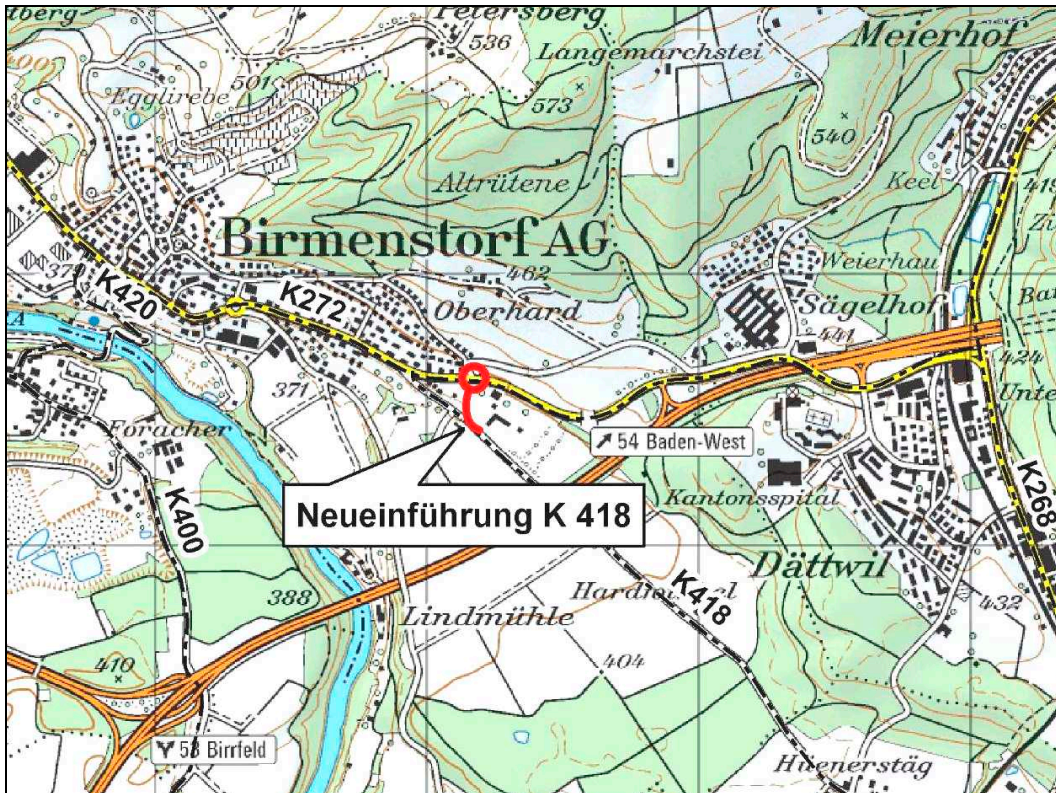 Petersberg
536
Langemarchstei
Meierhof
501
Egglirebe
573
540
400
Altrütene
Keel
Birmenstorf AG
462
Weierhau
K420
K272
Oberhard
Sägelhof
441
A
371
424
Foracher
54 Baden-West
K400
Kantonsspital
K268
Neueinführung K 418
Dättwil
388
Lindmühle
K418
432
410
404
53 Birrfeld
Huenerstäg